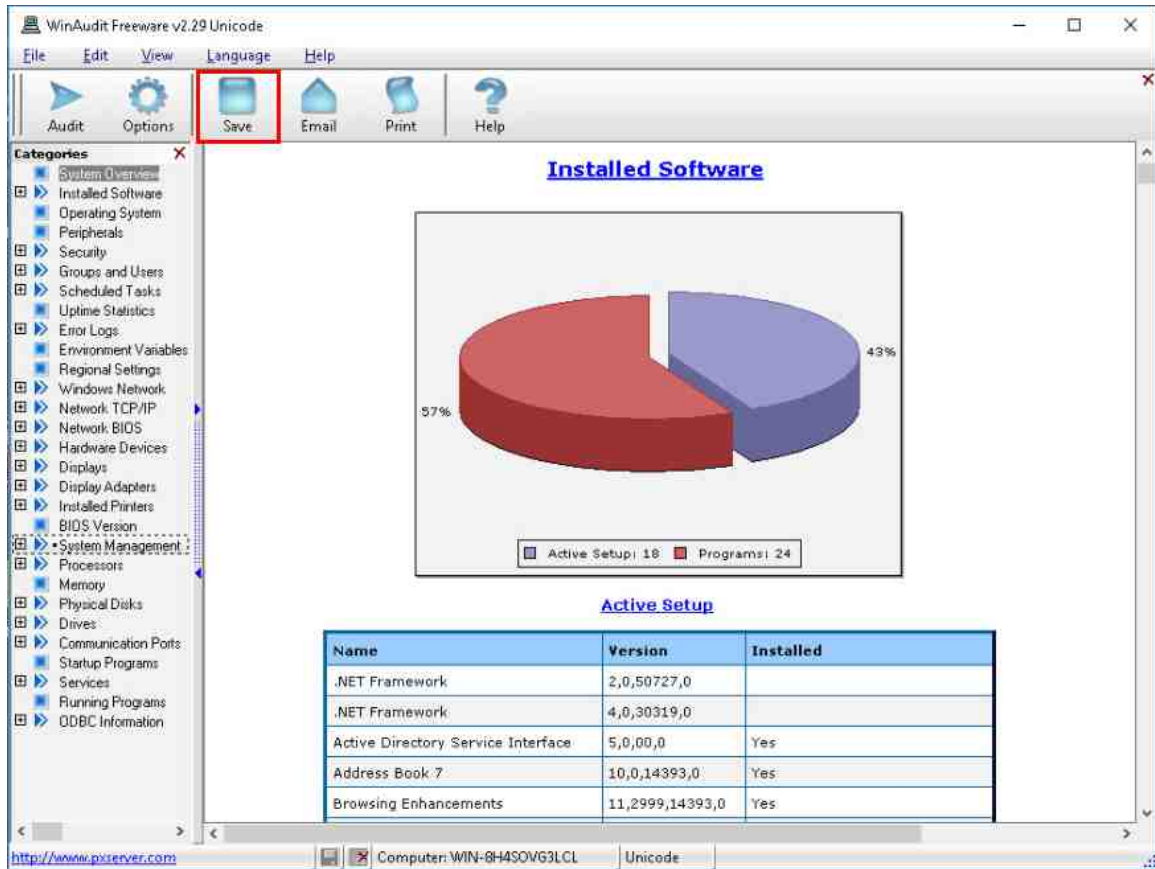 WinAudit Freeware v2.29 Unicode
File Edit View Language Help
Audit Options Save Email Print Help
Categories
System Overview
Installed Software
Operating System
Peripherals
Security
Groups and Users
Scheduled Tasks
Uptime Statistics
Error Logs
Environment Variables
Regional Settings
Windows Network
Network TCP/IP
Network BIOS
Hardware Devices
Displays
Display Adapters
Installed Printers
BIOS Version
System Management
Processors
Memory
Physical Disks
Drives
Communication Ports
Startup Programs
Services
Running Programs
ODBC Information
Installed Software
43%
57%
Active Setup: 18 Programs: 24
Active Setup
Name Version Installed
.NET Framework 2,0,50727,0
.NET Framework 4,0,30319,0
Active Directory Service Interface 5,0,00,0 Yes
Address Book 7 10,0,14393,0 Yes
Browsing Enhancements 11,2999,14393,0 Yes
http://www.pxserver.com Computer: WIN-8H4SOVG3LCL Unicode